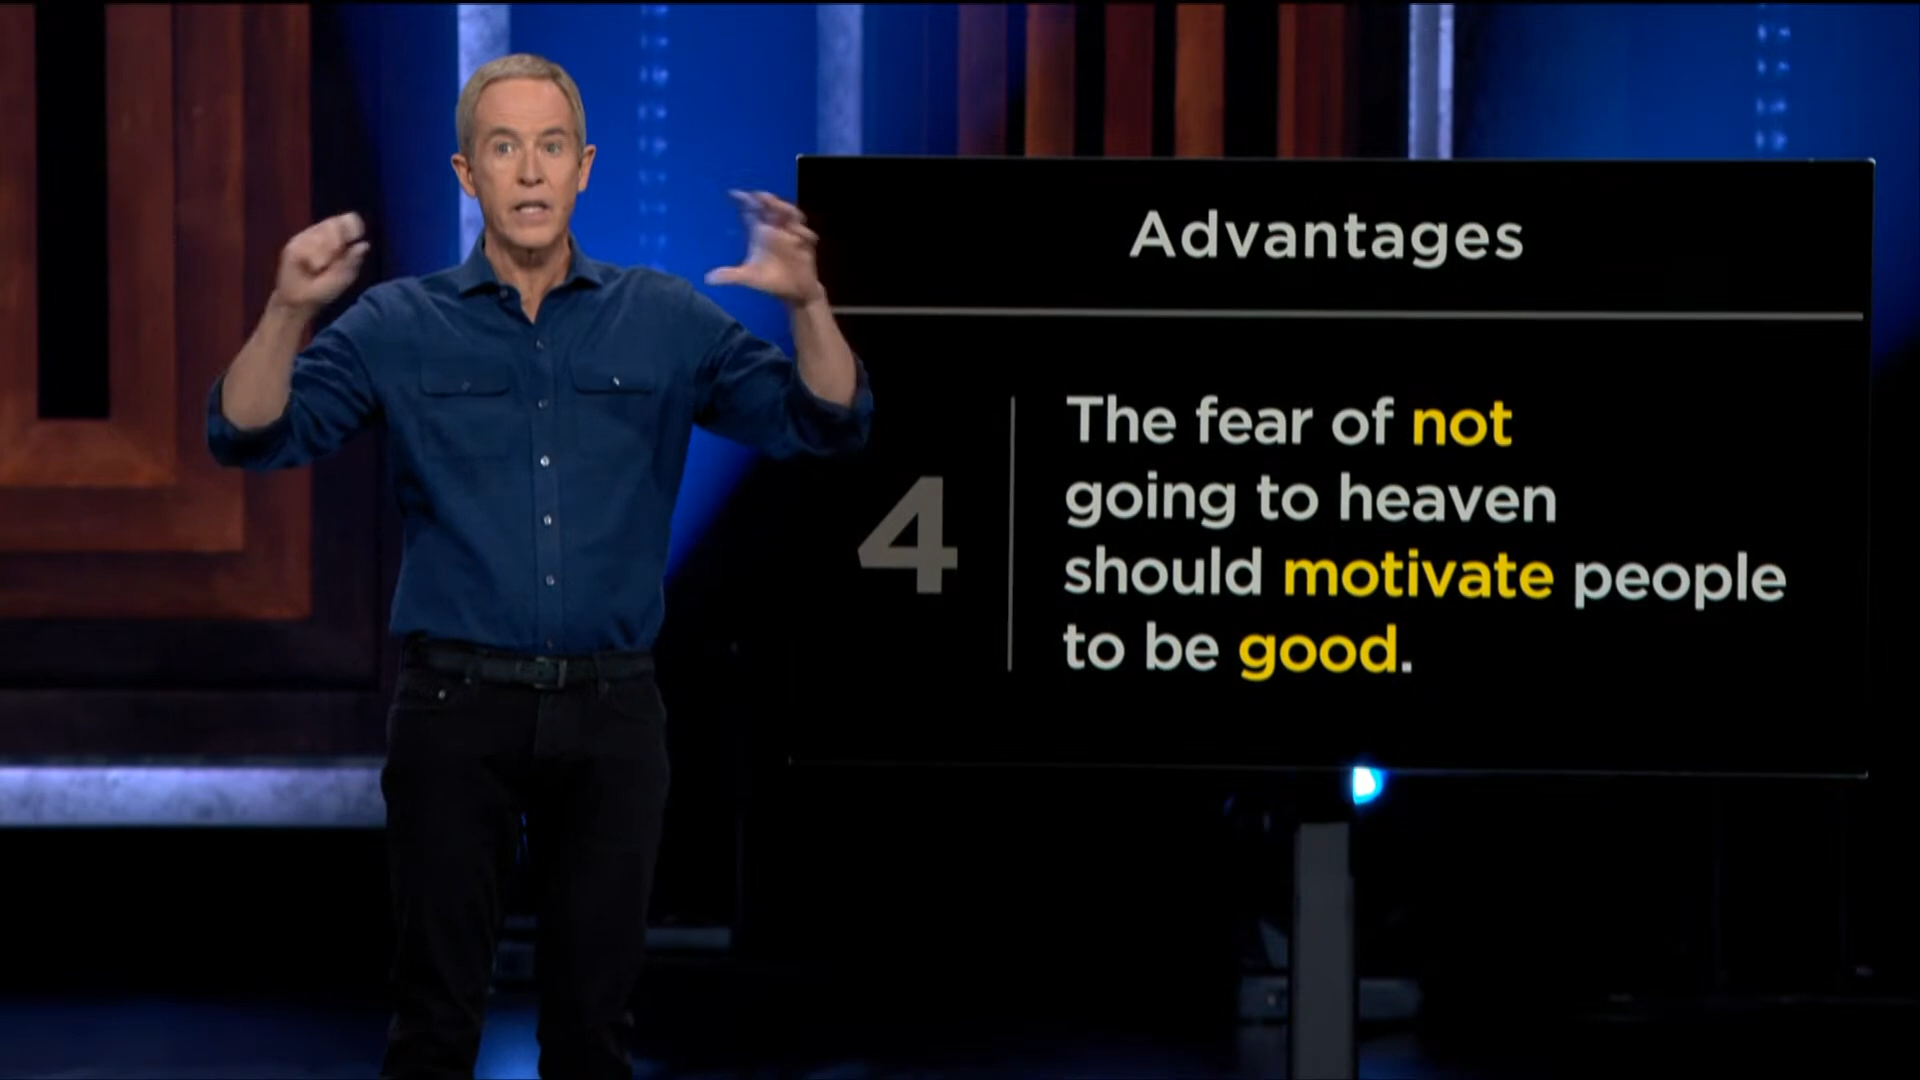 Advantages
4
The fear of not
going to heaven
should motivate people
to be good.